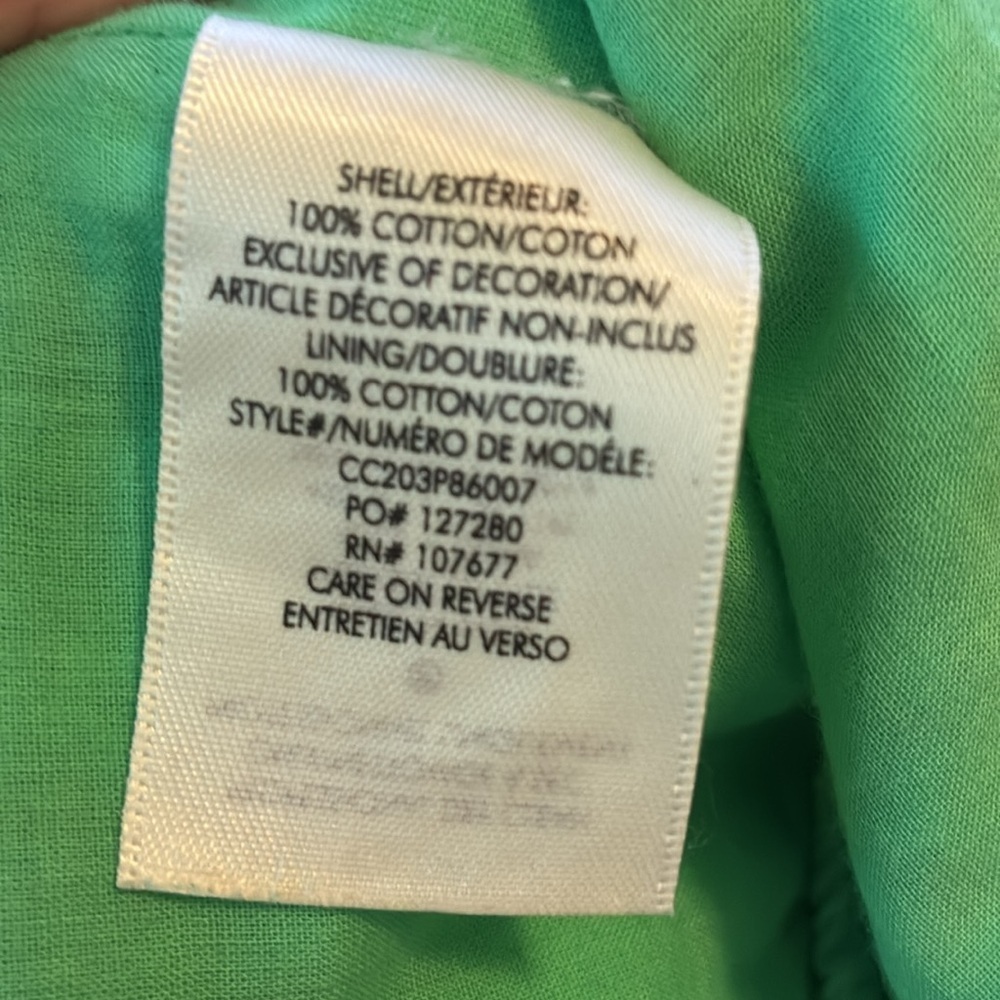 SHELL/EXTÉRIEUR:
100% COTTON/COTON
EXCLUSIVE OF DECORATION/
ARTICLE DÉCORATIF NON-INCLUS
LINING/DOUBLURE:
100% COTTON/COTON
STYLE#/NUMÉRO DE MODÉLE:
CC203P86007
PO# 127280
RN# 107677
CARE ON REVERSE
ENTRETIEN AU VERSO